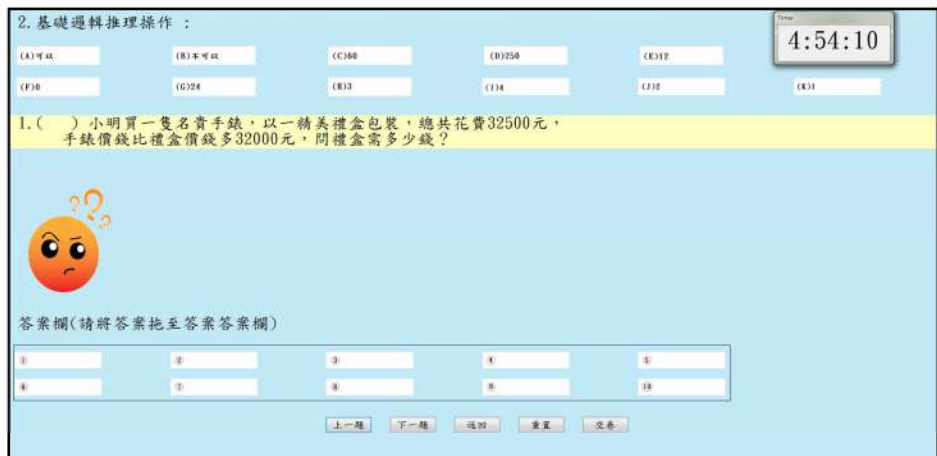 2.基礎邏輯推理操作：
Timer
4:54:10
(A)可以 (B)不可以 (C)60 (D)250 (E)12
(F)0 (G)24 (H)3 (I)4 (J)2 (K)1
1.(　)小明買一隻名貴手錶，以一精美禮盒包裝，總共花費32500元，
手錶價錢比禮盒價錢多32000元，問禮盒需多少錢？
???
答案欄(請將答案拖至答案答案欄)
① ② ③ ④ ⑤
⑥ ⑦ ⑧ ⑨ ⑩
上一題 下一題 返回 重置 交卷